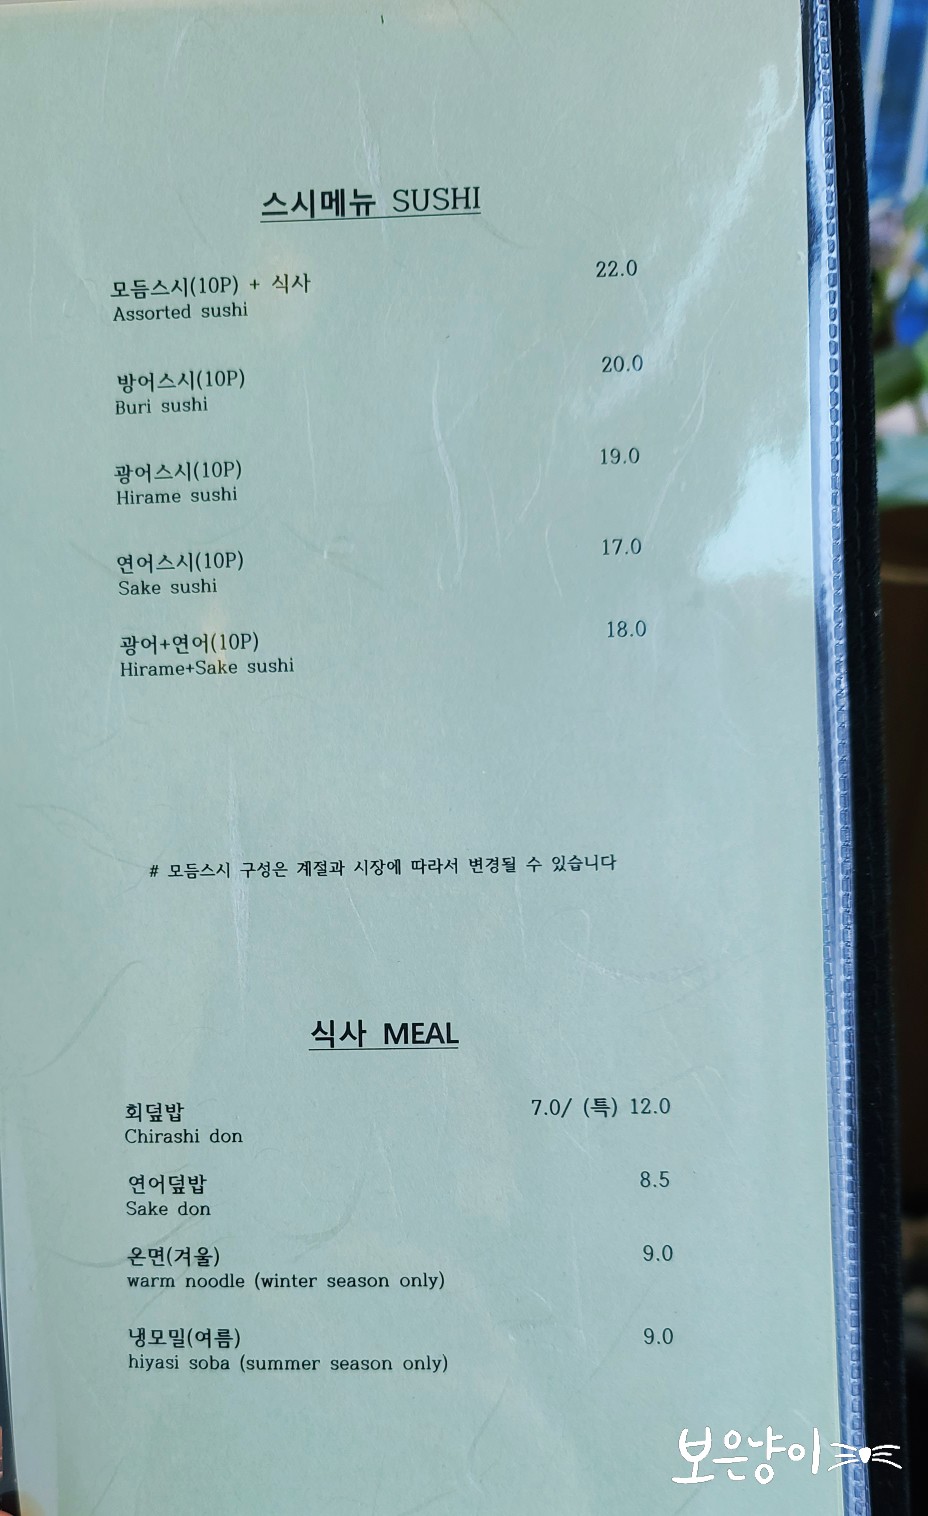 스시메뉴 SUSHI
모듬스시(10P) + 식사 22.0
Assorted sushi
방어스시(10P) 20.0
Buri sushi
광어스시(10P) 19.0
Hirame sushi
연어스시(10P) 17.0
Sake sushi
광어+연어(10P) 18.0
Hirame+Sake sushi
# 모듬스시 구성은 계절과 시장에 따라서 변경될 수 있습니다
식사 MEAL
회덮밥 7.0/ (특) 12.0
Chirashi don
연어덮밥 8.5
Sake don
온면(겨울) 9.0
warm noodle (winter season only)
냉모밀(여름) 9.0
hiyasi soba (summer season only)
보은냥이